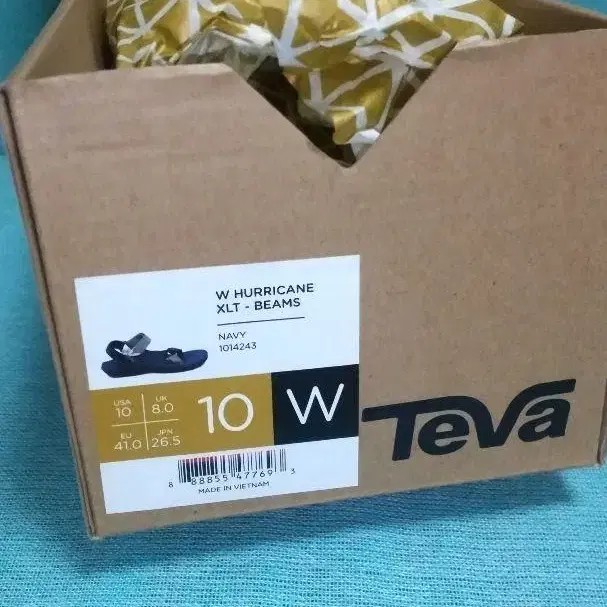 W HURRICANE
XLT - BEAMS
NAVY
1014243
USA 10
UK 8.0
EU 41.0
JPN 26.5
10
W
8 88855 47769 3
MADE IN VIETNAM
Teva